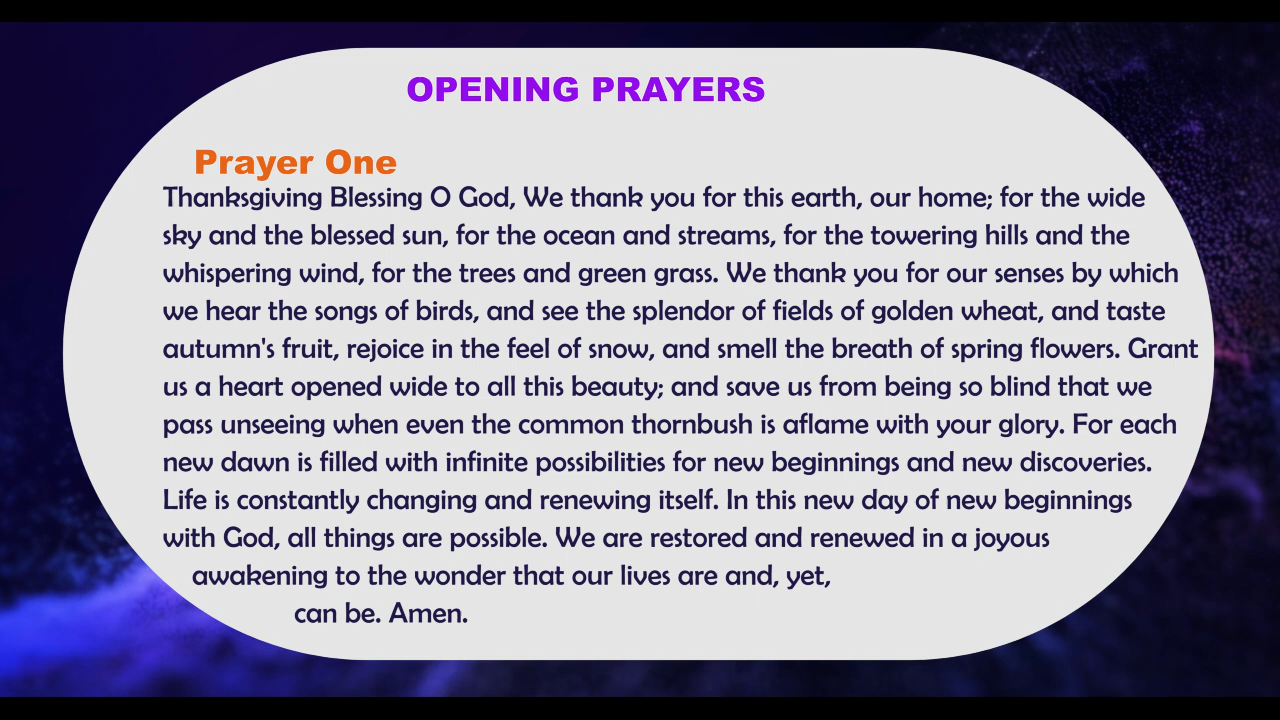 OPENING PRAYERS
Prayer One
Thanksgiving Blessing O God, We thank you for this earth, our home; for the wide
sky and the blessed sun, for the ocean and streams, for the towering hills and the
whispering wind, for the trees and green grass. We thank you for our senses by which
we hear the songs of birds, and see the splendor of fields of golden wheat, and taste
autumn's fruit, rejoice in the feel of snow, and smell the breath of spring flowers. Grant
us a heart opened wide to all this beauty; and save us from being so blind that we
pass unseeing when even the common thornbush is aflame with your glory. For each
new dawn is filled with infinite possibilities for new beginnings and new discoveries.
Life is constantly changing and renewing itself. In this new day of new beginnings
with God, all things are possible. We are restored and renewed in a joyous
awakening to the wonder that our lives are and, yet,
can be. Amen.